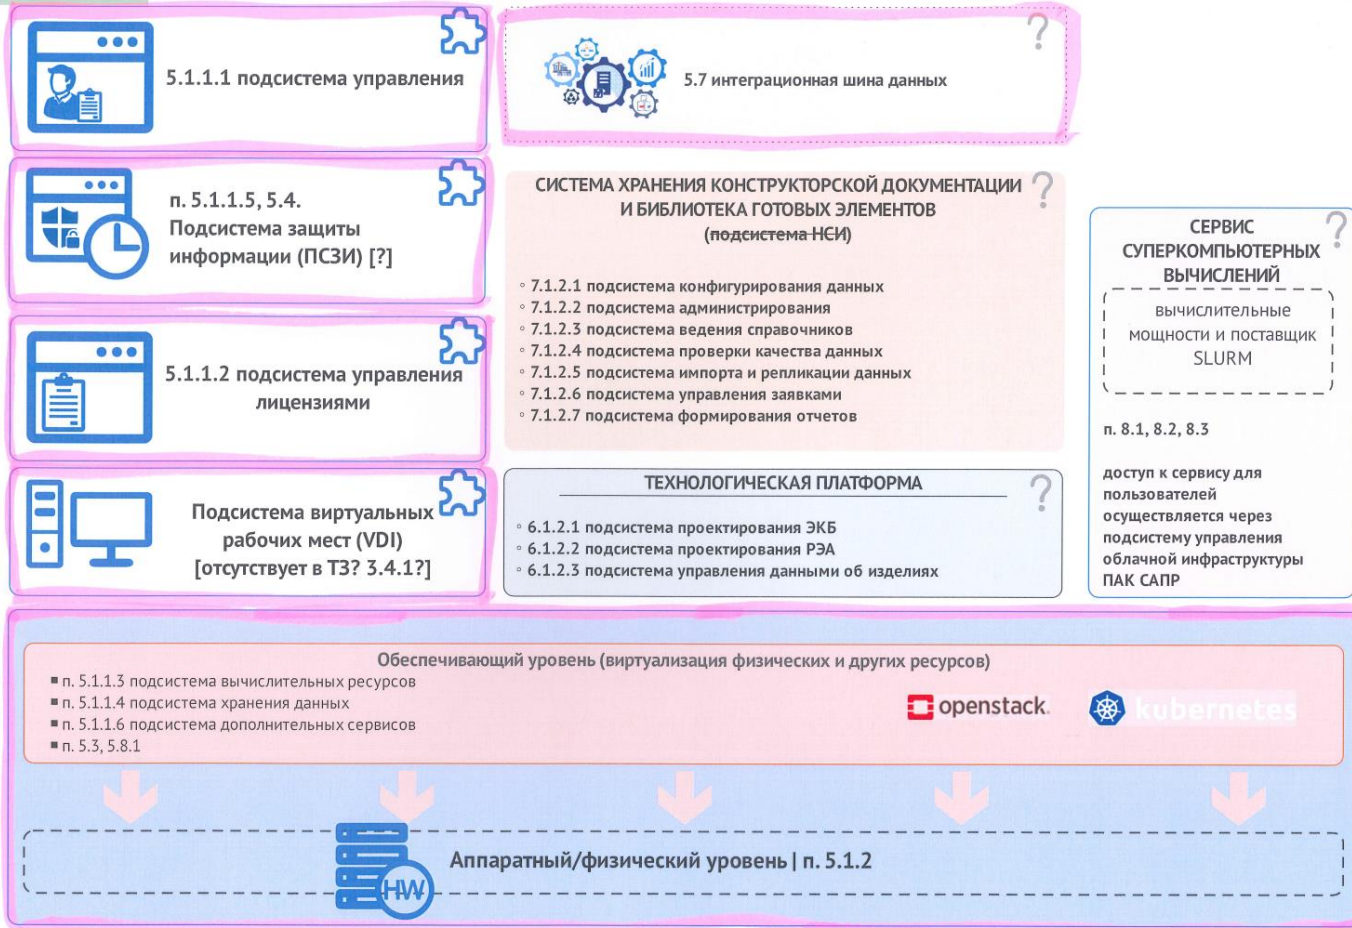 5.1.1.1 подсистема управления
?
5.7 интеграционная шина данных
п. 5.1.1.5, 5.4.
Подсистема защиты
информации (ПСЗИ) [?]
5.1.1.2 подсистема управления
лицензиями
Подсистема виртуальных
рабочих мест (VDI)
[отсутствует в ТЗ? 3.4.1?]
СИСТЕМА ХРАНЕНИЯ КОНСТРУКТОРСКОЙ ДОКУМЕНТАЦИИ
?
И БИБЛИОТЕКА ГОТОВЫХ ЭЛЕМЕНТОВ
(подсистема НСИ)
◦ 7.1.2.1 подсистема конфигурирования данных
◦ 7.1.2.2 подсистема администрирования
◦ 7.1.2.3 подсистема ведения справочников
◦ 7.1.2.4 подсистема проверки качества данных
◦ 7.1.2.5 подсистема импорта и репликации данных
◦ 7.1.2.6 подсистема управления заявками
◦ 7.1.2.7 подсистема формирования отчетов
ТЕХНОЛОГИЧЕСКАЯ ПЛАТФОРМА
?
◦ 6.1.2.1 подсистема проектирования ЭКБ
◦ 6.1.2.2 подсистема проектирования РЭА
◦ 6.1.2.3 подсистема управления данными об изделиях
СЕРВИС
?
СУПЕРКОМПЬЮТЕРНЫХ
ВЫЧИСЛЕНИЙ
вычислительные
мощности и поставщик
SLURM
п. 8.1, 8.2, 8.3
доступ к сервису для
пользователей
осуществляется через
подсистему управления
облачной инфраструктуры
ПАК САПР
Обеспечивающий уровень (виртуализация физических и других ресурсов)
▪ п. 5.1.1.3 подсистема вычислительных ресурсов
▪ п. 5.1.1.4 подсистема хранения данных
▪ п. 5.1.1.6 подсистема дополнительных сервисов
▪ п. 5.3, 5.8.1
openstack.
kubernetes
HW
Аппаратный/физический уровень | п. 5.1.2